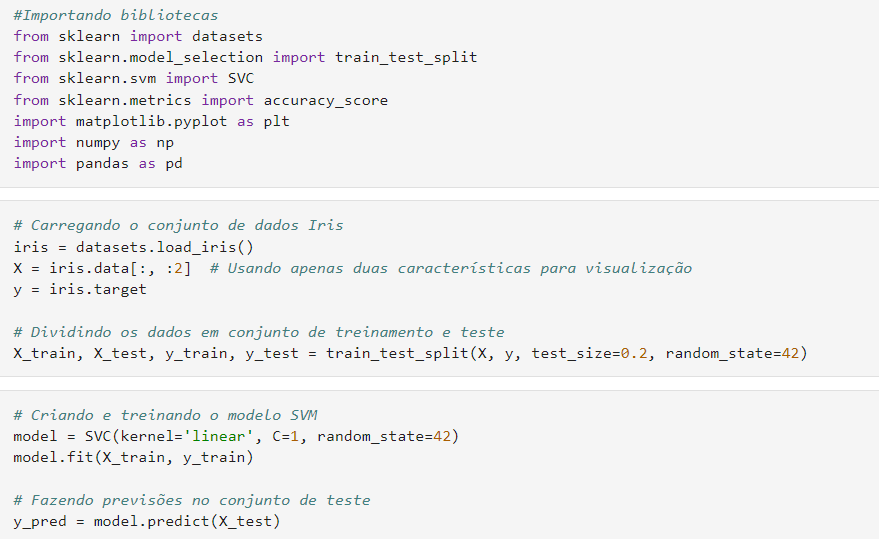 #Importando bibliotecas
from sklearn import datasets
from sklearn.model_selection import train_test_split
from sklearn.svm import SVC
from sklearn.metrics import accuracy_score
import matplotlib.pyplot as plt
import numpy as np
import pandas as pd
# Carregando o conjunto de dados Iris
iris = datasets.load_iris()
X = iris.data[:, :2]  # Usando apenas duas características para visualização
y = iris.target
# Dividindo os dados em conjunto de treinamento e teste
X_train, X_test, y_train, y_test = train_test_split(X, y, test_size=0.2, random_state=42)
# Criando e treinando o modelo SVM
model = SVC(kernel='linear', C=1, random_state=42)
model.fit(X_train, y_train)
# Fazendo previsões no conjunto de teste
y_pred = model.predict(X_test)